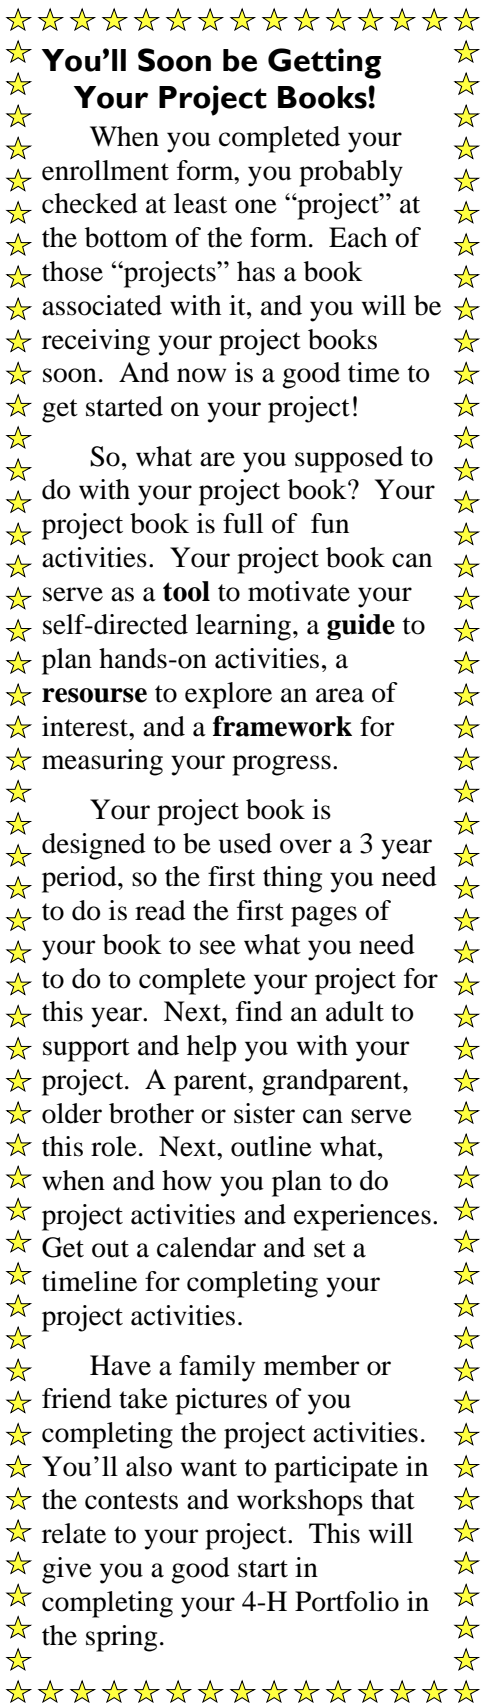 You’ll Soon be Getting
Your Project Books!
When you completed your
enrollment form, you probably
checked at least one “project” at
the bottom of the form.  Each of
those “projects” has a book
associated with it, and you will be
receiving your project books
soon.  And now is a good time to
get started on your project!
So, what are you supposed to
do with your project book?  Your
project book is full of  fun
activities.  Your project book can
serve as a tool to motivate your
self-directed learning, a guide to
plan hands-on activities, a
resourse to explore an area of
interest, and a framework for
measuring your progress.
Your project book is
designed to be used over a 3 year
period, so the first thing you need
to do is read the first pages of
your book to see what you need
to do to complete your project for
this year.  Next, find an adult to
support and help you with your
project.  A parent, grandparent,
older brother or sister can serve
this role.  Next, outline what,
when and how you plan to do
project activities and experiences.
Get out a calendar and set a
timeline for completing your
project activities.
Have a family member or
friend take pictures of you
completing the project activities.
You’ll also want to participate in
the contests and workshops that
relate to your project.  This will
give you a good start in
completing your 4-H Portfolio in
the spring.